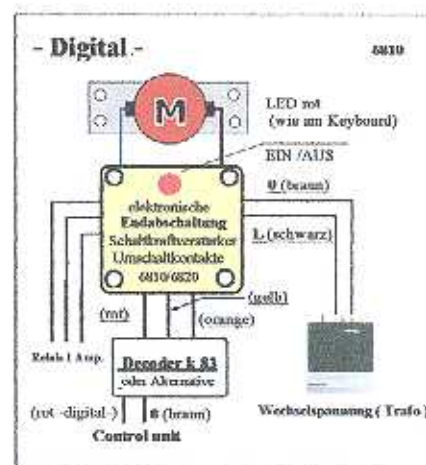 - Digital -
6810
M
LED rot
(wie am Keyboard)
EIN /AUS
0 (braun)
elektronische
Endabschaltung
Schaltkraftverstärker
Umschaltkontakte
6810/6820
L (schwarz)
(rot)
(gelb)
(orange)
Relais 1 Amp.
Decoder k 83
oder Alternative
(rot -digital-)
0 (braun)
Control unit
Wechselspannung ( Trafo )